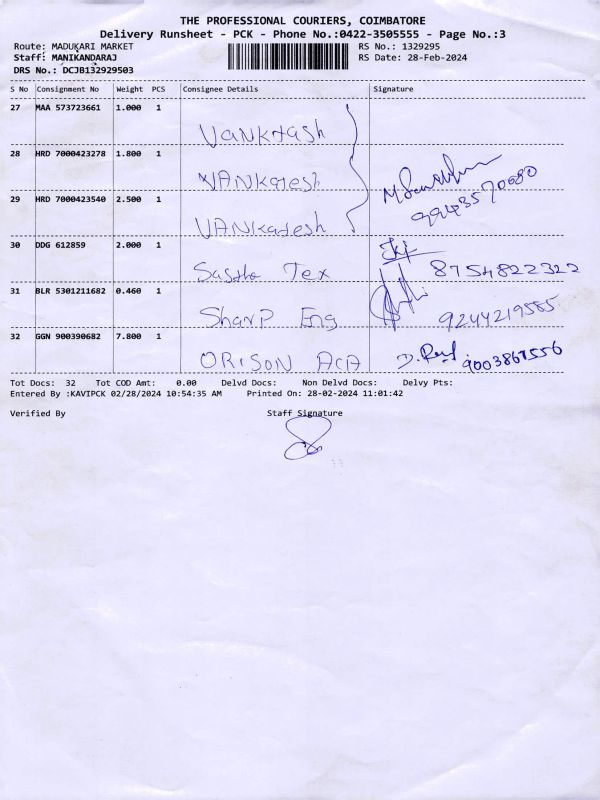 THE PROFESSIONAL COURIERS, COIMBATORE
Delivery Runsheet - PCK - Phone No.:0422-3505555 - Page No.:3
Route: MADUKARI MARKET RS No.: 1329295
Staff: MANIKANDARAJ RS Date: 28-Feb-2024
DRS No.: DCJB132929503
S No Consignment No Weight PCS Consignee Details Signature
27 MAA 573723661 1.000 1
Vanktash
28 HRD 7000423278 1.800 1
VANKatesh
29 HRD 7000423540 2.500 1
VANKatesh
9943570680
30 DDG 612859 2.000 1
Sastho Tex 8754822322
31 BLR 5301211682 0.460 1
Sharp Eng 9244219585
32 GGN 900390682 7.800 1
ORISON ACA 9003867556
Tot Docs: 32 Tot COD Amt: 0.00 Delvd Docs: Non Delvd Docs: Delvy Pts:
Entered By :KAVIPCK 02/28/2024 10:54:35 AM Printed On: 28-02-2024 11:01:42
Verified By Staff Signature